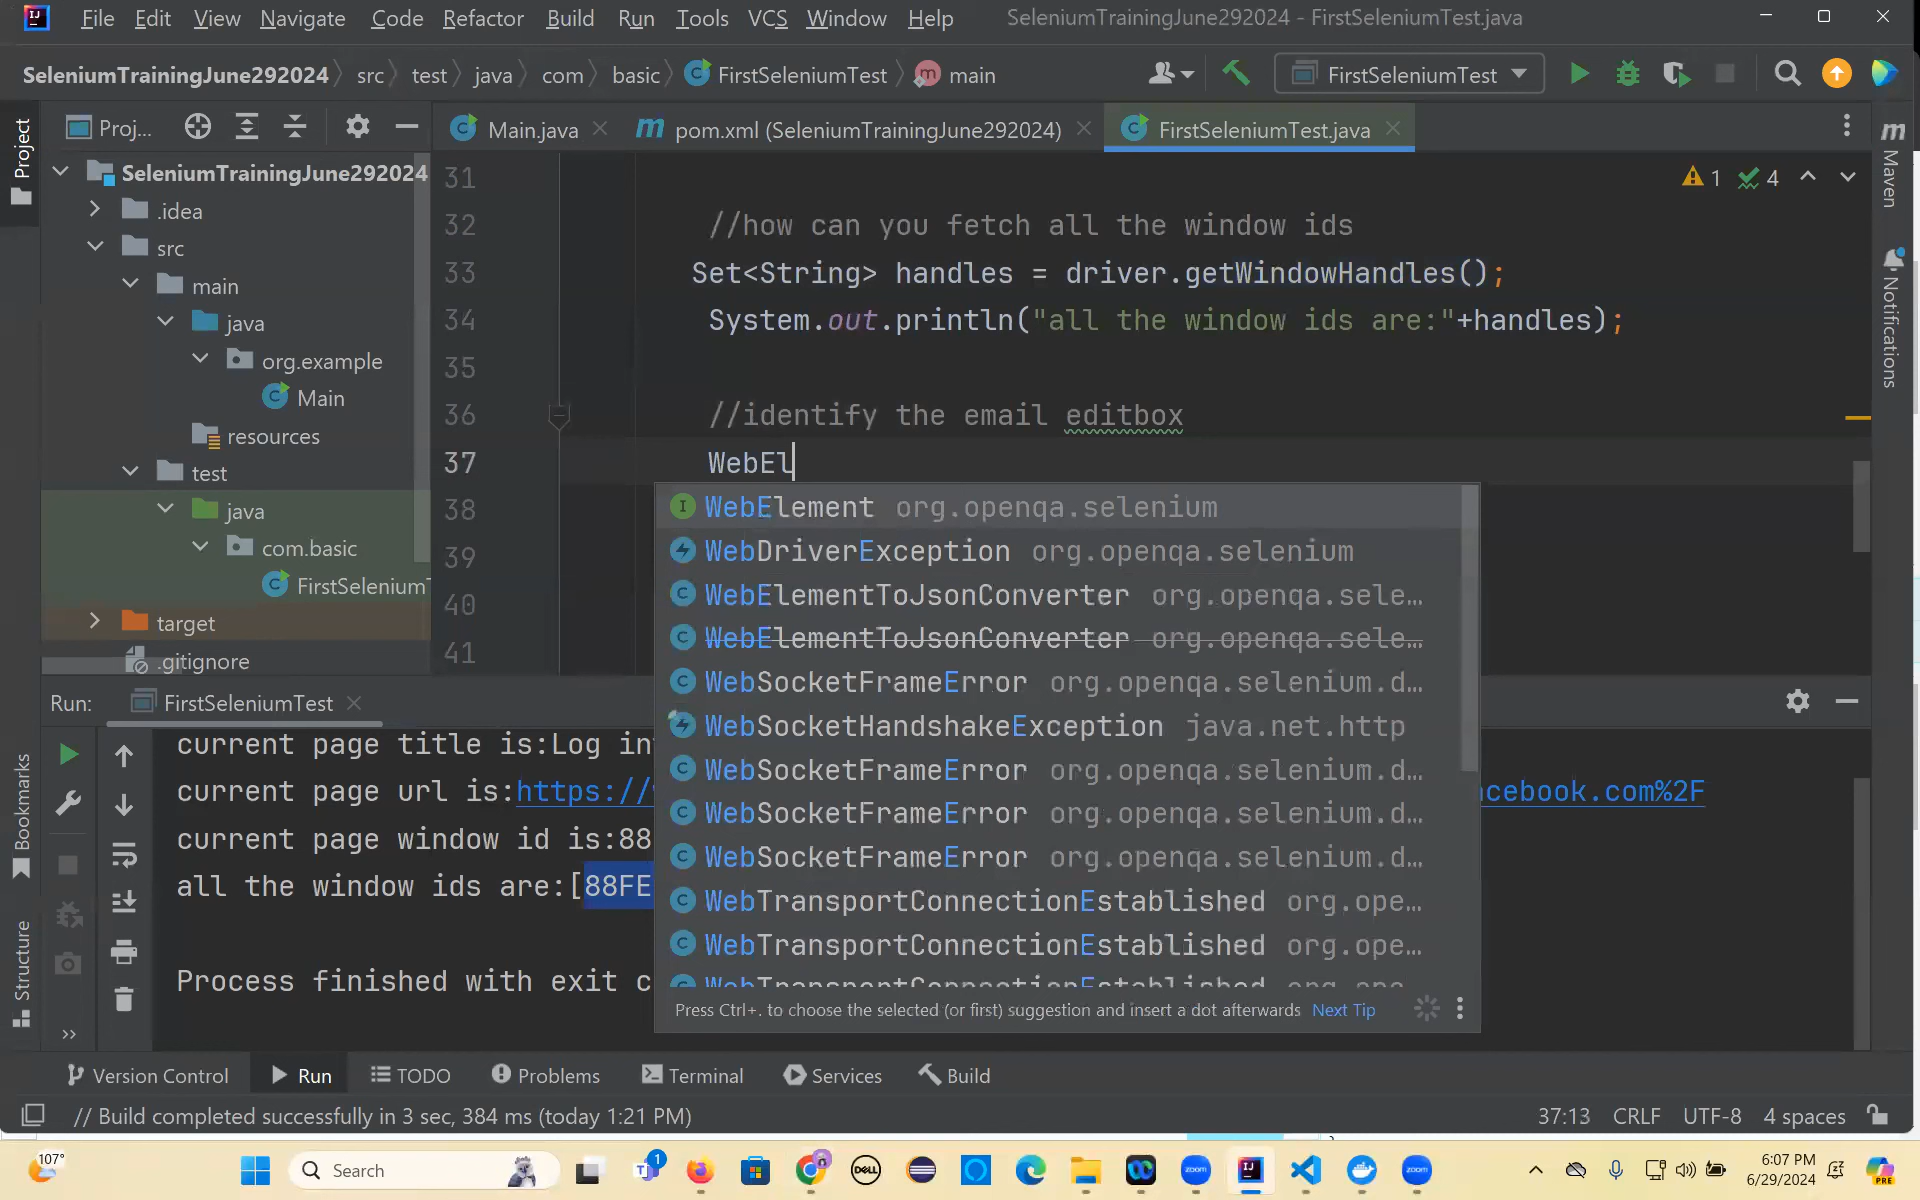 File Edit View Navigate Code Refactor Build Run Tools VCS Window Help SeleniumTrainingJune292024 - FirstSeleniumTest.java
SeleniumTrainingJune292024 src test java com basic FirstSeleniumTest main FirstSeleniumTest
Project
Proj...
Main.java pom.xml (SeleniumTrainingJune292024) FirstSeleniumTest.java
SeleniumTrainingJune292024
.idea
src
main
java
org.example
Main
resources
test
java
com.basic
FirstSeleniumT
target
.gitignore
1 4
31
32 //how can you fetch all the window ids
33 Set<String> handles = driver.getWindowHandles();
34 System.out.println("all the window ids are:"+handles);
35
36 //identify the email editbox
37 WebEl
38
39
40
41
WebElement org.openqa.selenium
WebDriverException org.openqa.selenium
WebElementToJsonConverter org.openqa.sele...
WebElementToJsonConverter org.openqa.sele...
WebSocketFrameError org.openqa.selenium.d...
WebSocketHandshakeException java.net.http
WebSocketFrameError org.openqa.selenium.d...
WebSocketFrameError org.openqa.selenium.d...
WebSocketFrameError org.openqa.selenium.d...
WebTransportConnectionEstablished org.ope...
WebTransportConnectionEstablished org.ope...
WebTransportConnectionEstablished org.ope...
Press Ctrl+. to choose the selected (or first) suggestion and insert a dot afterwards Next Tip
Maven
Notifications
Run: FirstSeleniumTest
current page title is:Log in
current page url is:https://
cebook.com%2F
current page window id is:88
all the window ids are:[88FE
Process finished with exit c
Bookmarks
Structure
Version Control Run TODO Problems Terminal Services Build
// Build completed successfully in 3 sec, 384 ms (today 1:21 PM) 37:13 CRLF UTF-8 4 spaces
107°
Search
1
DELL
zoom
zoom
6:07 PM
6/29/2024
PRE